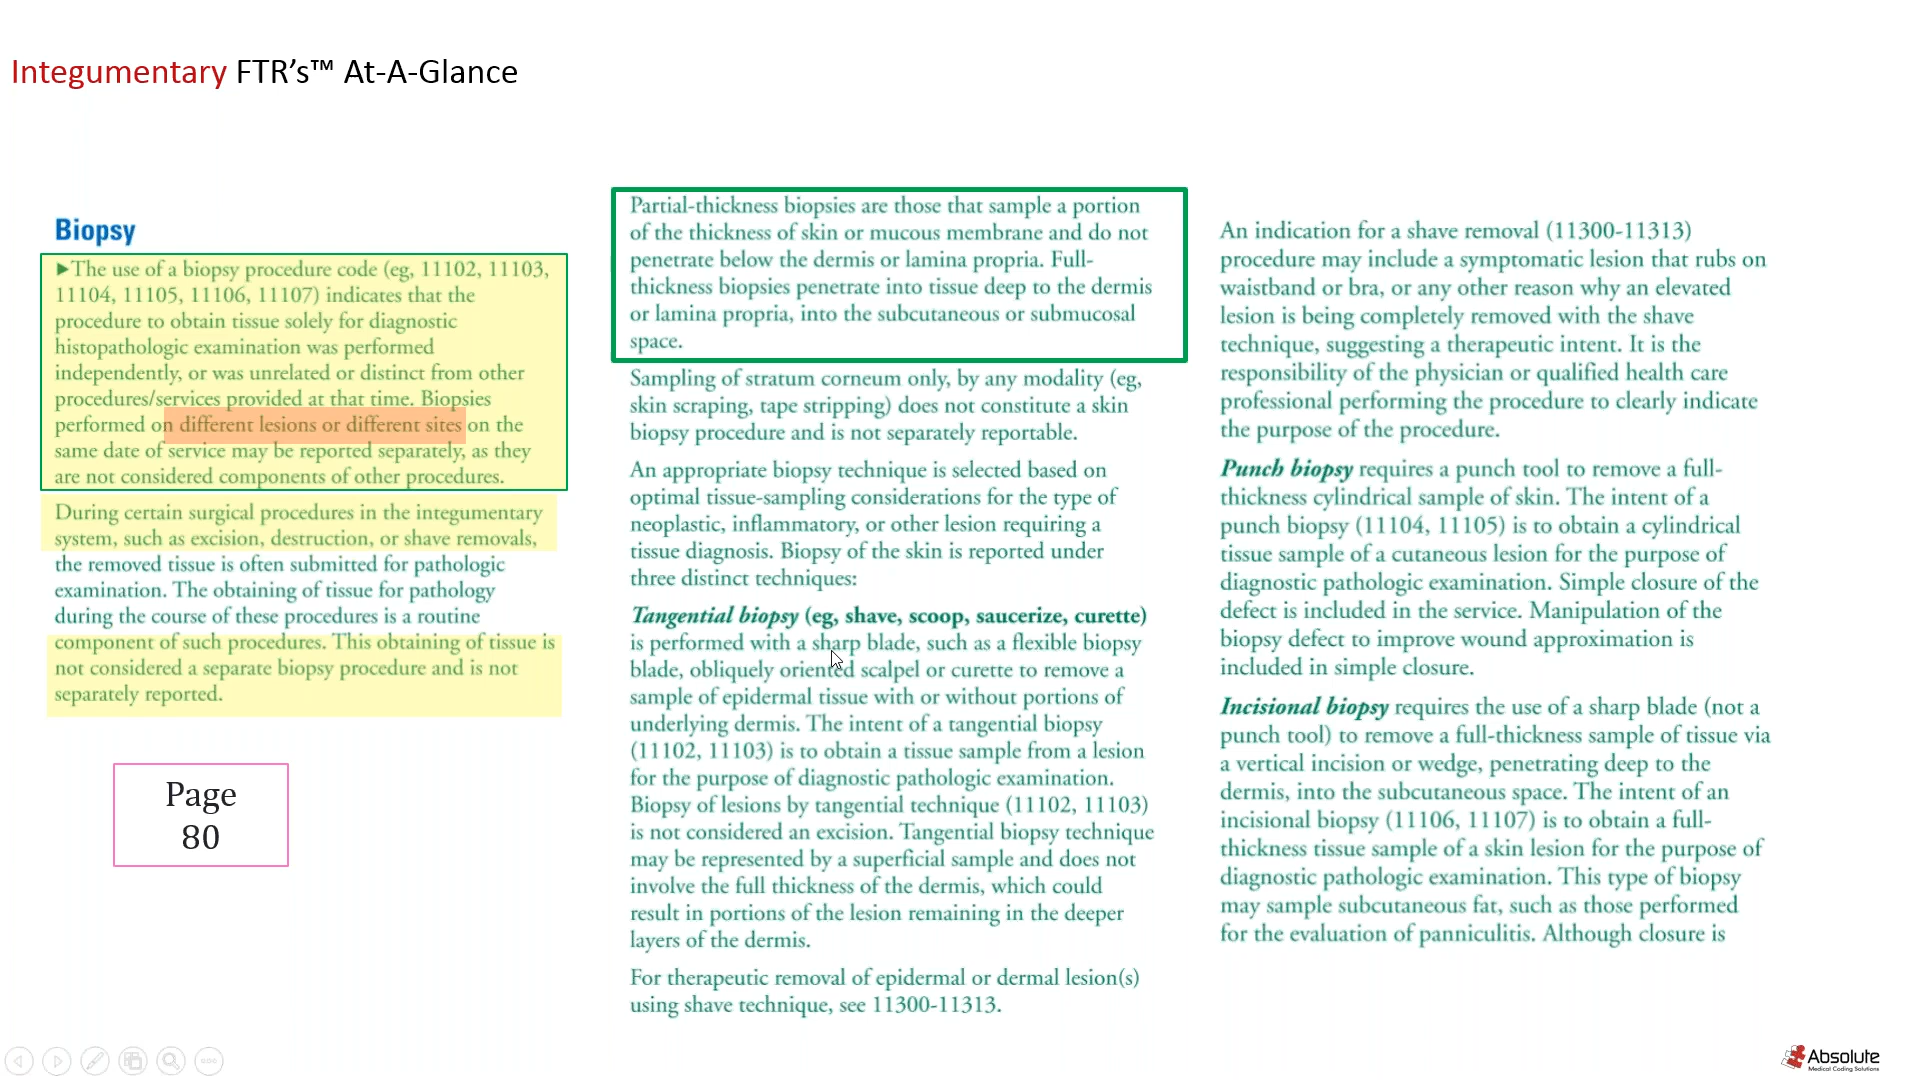 Integumentary FTR's™ At-A-Glance
Biopsy
►The use of a biopsy procedure code (eg, 11102, 11103,
11104, 11105, 11106, 11107) indicates that the
procedure to obtain tissue solely for diagnostic
histopathologic examination was performed
independently, or was unrelated or distinct from other
procedures/services provided at that time. Biopsies
performed on different lesions or different sites on the
same date of service may be reported separately, as they
are not considered components of other procedures.
During certain surgical procedures in the integumentary
system, such as excision, destruction, or shave removals,
the removed tissue is often submitted for pathologic
examination. The obtaining of tissue for pathology
during the course of these procedures is a routine
component of such procedures. This obtaining of tissue is
not considered a separate biopsy procedure and is not
separately reported.
Page
80
Partial-thickness biopsies are those that sample a portion
of the thickness of skin or mucous membrane and do not
penetrate below the dermis or lamina propria. Full-
thickness biopsies penetrate into tissue deep to the dermis
or lamina propria, into the subcutaneous or submucosal
space.
Sampling of stratum corneum only, by any modality (eg,
skin scraping, tape stripping) does not constitute a skin
biopsy procedure and is not separately reportable.
An appropriate biopsy technique is selected based on
optimal tissue-sampling considerations for the type of
neoplastic, inflammatory, or other lesion requiring a
tissue diagnosis. Biopsy of the skin is reported under
three distinct techniques:
Tangential biopsy (eg, shave, scoop, saucerize, curette)
is performed with a sharp blade, such as a flexible biopsy
blade, obliquely oriented scalpel or curette to remove a
sample of epidermal tissue with or without portions of
underlying dermis. The intent of a tangential biopsy
(11102, 11103) is to obtain a tissue sample from a lesion
for the purpose of diagnostic pathologic examination.
Biopsy of lesions by tangential technique (11102, 11103)
is not considered an excision. Tangential biopsy technique
may be represented by a superficial sample and does not
involve the full thickness of the dermis, which could
result in portions of the lesion remaining in the deeper
layers of the dermis.
For therapeutic removal of epidermal or dermal lesion(s)
using shave technique, see 11300-11313.
An indication for a shave removal (11300-11313)
procedure may include a symptomatic lesion that rubs on
waistband or bra, or any other reason why an elevated
lesion is being completely removed with the shave
technique, suggesting a therapeutic intent. It is the
responsibility of the physician or qualified health care
professional performing the procedure to clearly indicate
the purpose of the procedure.
Punch biopsy requires a punch tool to remove a full-
thickness cylindrical sample of skin. The intent of a
punch biopsy (11104, 11105) is to obtain a cylindrical
tissue sample of a cutaneous lesion for the purpose of
diagnostic pathologic examination. Simple closure of the
defect is included in the service. Manipulation of the
biopsy defect to improve wound approximation is
included in simple closure.
Incisional biopsy requires the use of a sharp blade (not a
punch tool) to remove a full-thickness sample of tissue via
a vertical incision or wedge, penetrating deep to the
dermis, into the subcutaneous space. The intent of an
incisional biopsy (11106, 11107) is to obtain a full-
thickness tissue sample of a skin lesion for the purpose of
diagnostic pathologic examination. This type of biopsy
may sample subcutaneous fat, such as those performed
for the evaluation of panniculitis. Although closure is
Absolute
Medical Coding Solutions